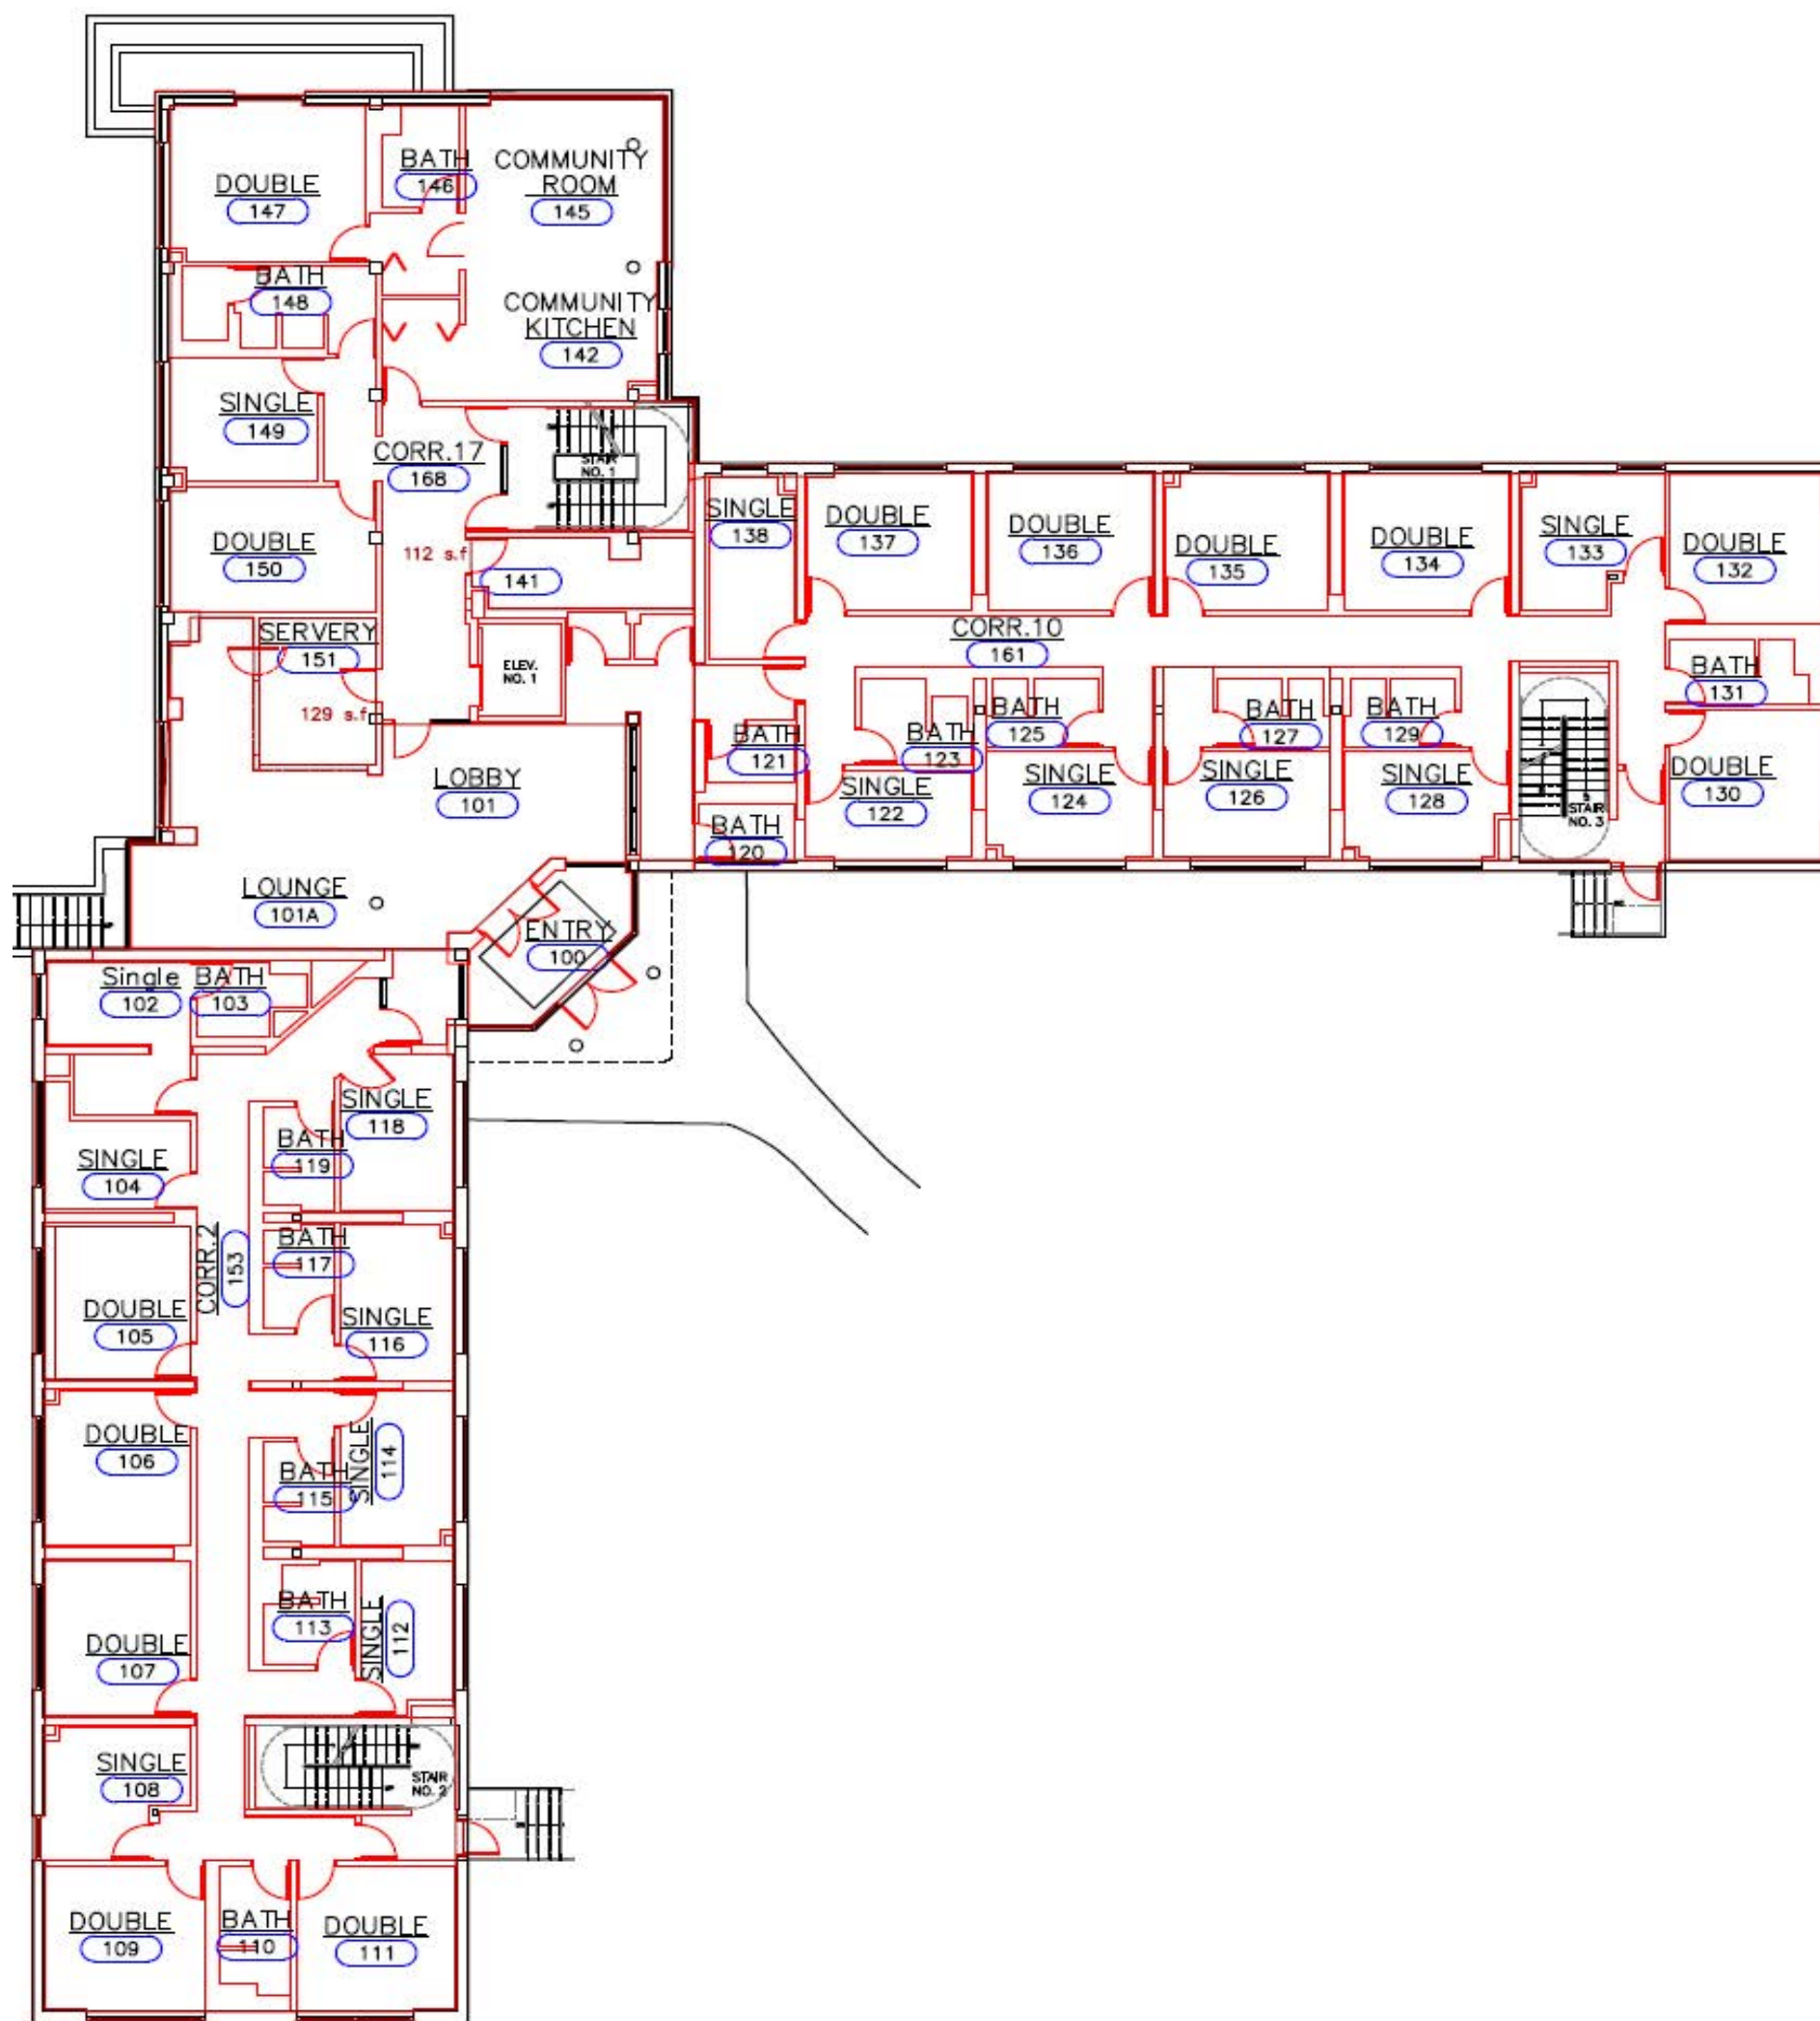 BATH
146
COMMUNITY
ROOM
145
DOUBLE
147
BATH
148
COMMUNITY
KITCHEN
142
SINGLE
149
CORR.17
168
STAIR
NO. 1
DOUBLE
150
112 s.f
141
SERVERY
151
129 s.f
ELEV.
NO. 1
SINGLE
138
DOUBLE
137
DOUBLE
136
DOUBLE
135
DOUBLE
134
SINGLE
133
DOUBLE
132
CORR.10
161
BATH
131
BATH
121
BATH
123
BATH
125
BATH
127
BATH
129
LOBBY
101
SINGLE
122
SINGLE
124
SINGLE
126
SINGLE
128
STAIR
NO. 3
DOUBLE
130
BATH
120
LOUNGE
101A
ENTRY
100
Single
102
BATH
103
SINGLE
118
BATH
119
SINGLE
104
CORR.2
153
BATH
117
DOUBLE
105
SINGLE
116
DOUBLE
106
BATH
115
SINGLE
114
BATH
113
SINGLE
112
DOUBLE
107
SINGLE
108
STAIR
NO. 2
DOUBLE
109
BATH
110
DOUBLE
111